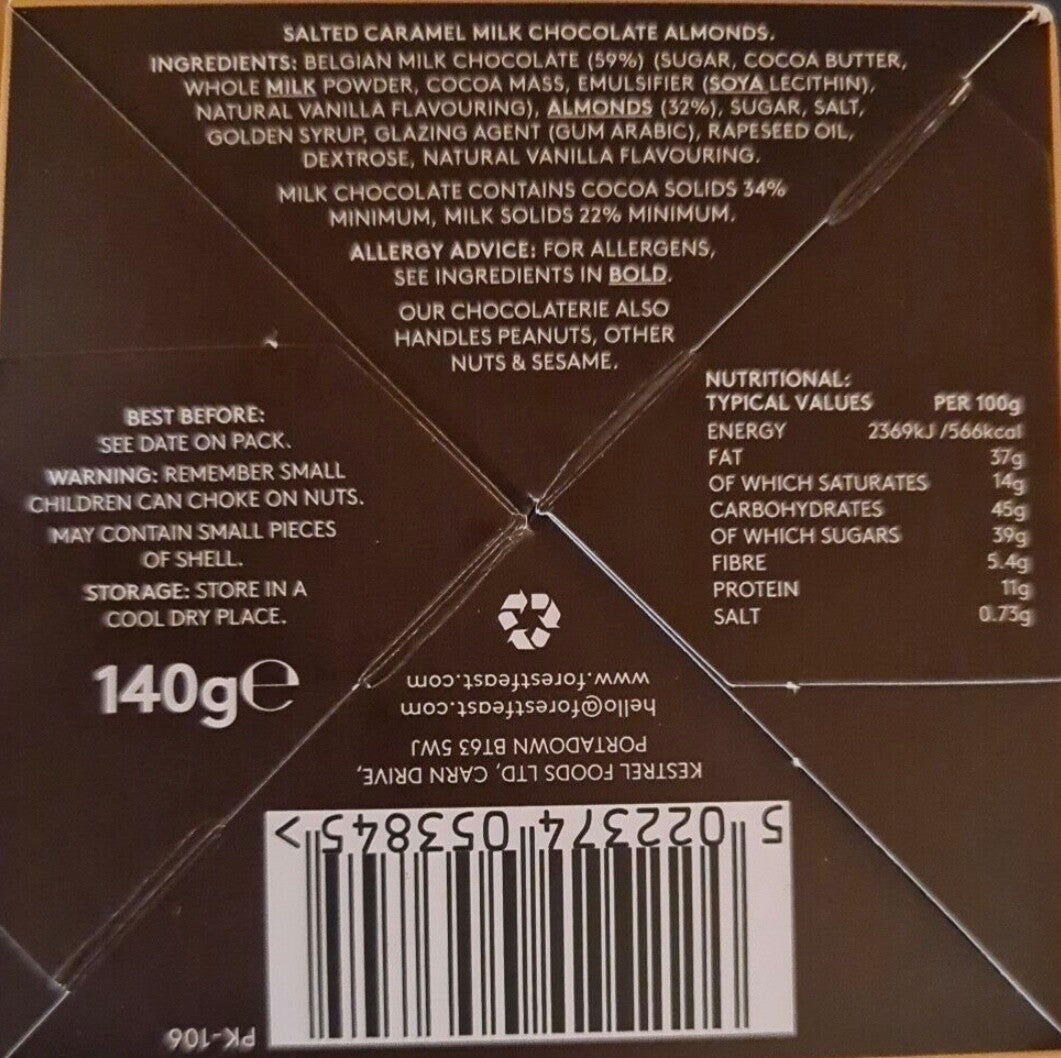 SALTED CARAMEL MILK CHOCOLATE ALMONDS.
INGREDIENTS: BELGIAN MILK CHOCOLATE (59%) (SUGAR, COCOA BUTTER,
WHOLE MILK POWDER, COCOA MASS, EMULSIFIER (SOYA LECITHIN),
NATURAL VANILLA FLAVOURING), ALMONDS (32%), SUGAR, SALT,
GOLDEN SYRUP, GLAZING AGENT (GUM ARABIC), RAPESEED OIL,
DEXTROSE, NATURAL VANILLA FLAVOURING.
MILK CHOCOLATE CONTAINS COCOA SOLIDS 34%
MINIMUM, MILK SOLIDS 22% MINIMUM.
ALLERGY ADVICE: FOR ALLERGENS,
SEE INGREDIENTS IN BOLD.
OUR CHOCOLATERIE ALSO
HANDLES PEANUTS, OTHER
NUTS & SESAME.
BEST BEFORE:
SEE DATE ON PACK.
WARNING: REMEMBER SMALL
CHILDREN CAN CHOKE ON NUTS.
MAY CONTAIN SMALL PIECES
OF SHELL.
STORAGE: STORE IN A
COOL DRY PLACE.
140g℮
NUTRITIONAL:
TYPICAL VALUES PER 100g
ENERGY 2369kJ /566kcal
FAT 37g
OF WHICH SATURATES 14g
CARBOHYDRATES 45g
OF WHICH SUGARS 39g
FIBRE 5.4g
PROTEIN 11g
SALT 0.73g
PK-106
5 022374 053845 >
KESTREL FOODS LTD, CARN DRIVE,
PORTADOWN BT63 5WJ
hello@forestfeast.com
www.forestfeast.com